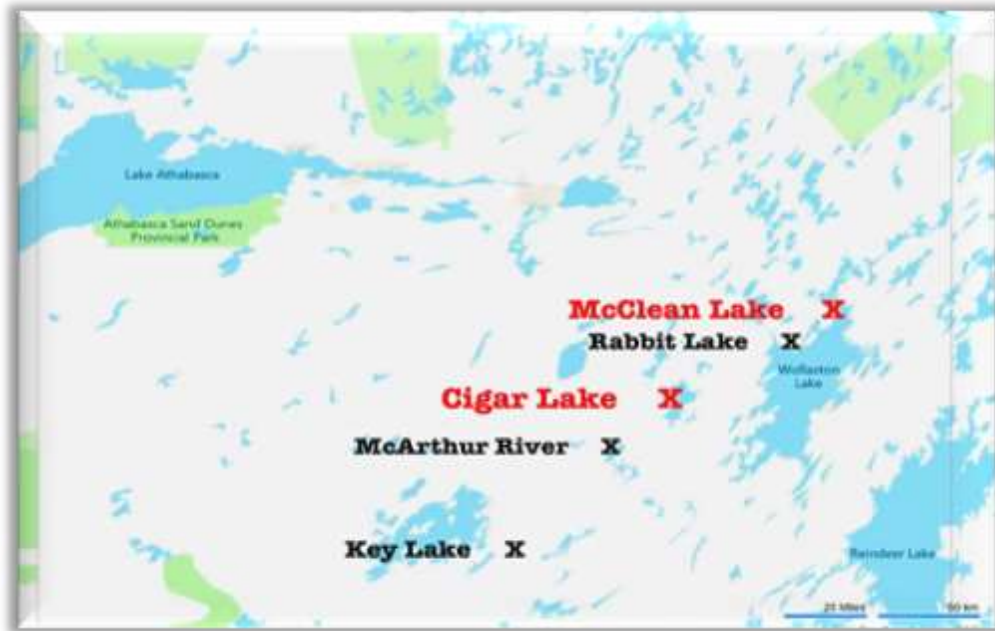 Lake Athabasca
Athabasca Sand Dunes
Provincial Park
McClean Lake X
Rabbit Lake X
Wollaston
Lake
Cigar Lake X
McArthur River X
Key Lake X
Reindeer Lake
25 Miles
50 km